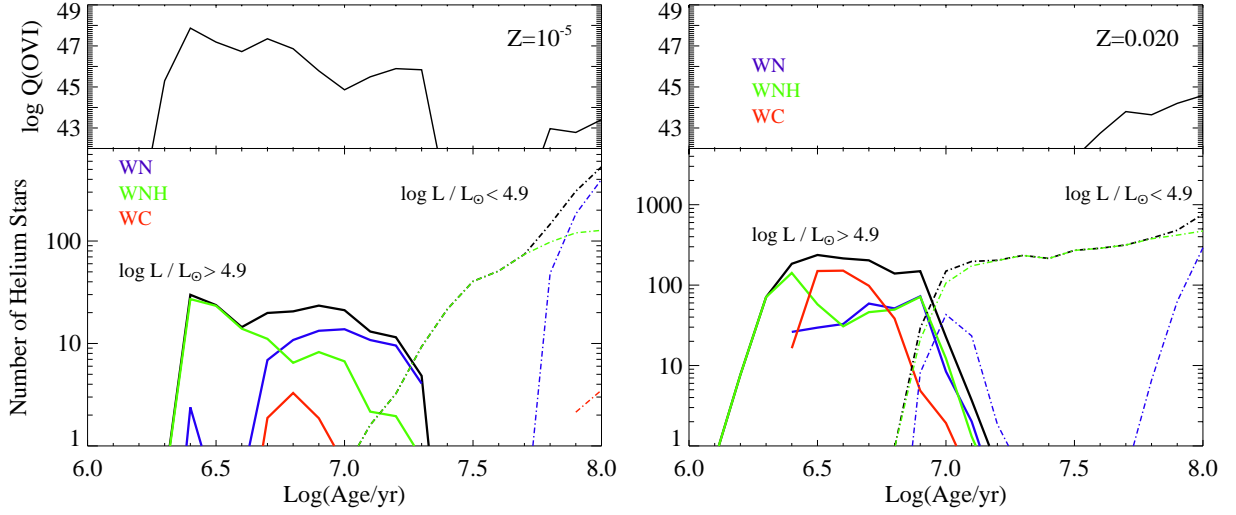 log Q(OVI)
49
47
45
43
Z=10⁻⁵
Number of Helium Stars
100
10
1
WN
WNH
WC
log L / L☉ > 4.9
log L / L☉ < 4.9
6.0 6.5 7.0 7.5 8.0
Log(Age/yr)
49
47
45
43
Z=0.020
WN
WNH
WC
1000
100
10
1
log L / L☉ > 4.9
log L / L☉ < 4.9
6.0 6.5 7.0 7.5 8.0
Log(Age/yr)